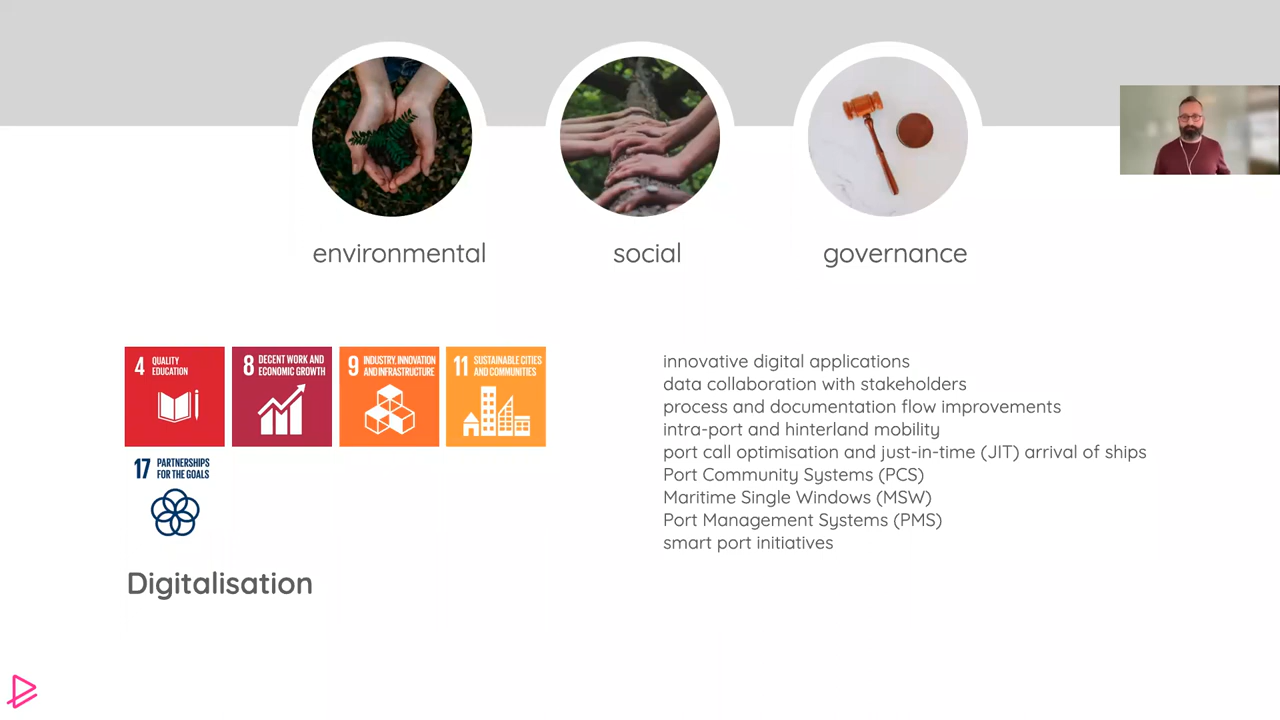 environmental
social
governance
4 QUALITY
EDUCATION
8 DECENT WORK AND
ECONOMIC GROWTH
9 INDUSTRY, INNOVATION
AND INFRASTRUCTURE
11 SUSTAINABLE CITIES
AND COMMUNITIES
17 PARTNERSHIPS
FOR THE GOALS
Digitalisation
innovative digital applications
data collaboration with stakeholders
process and documentation flow improvements
intra-port and hinterland mobility
port call optimisation and just-in-time (JIT) arrival of ships
Port Community Systems (PCS)
Maritime Single Windows (MSW)
Port Management Systems (PMS)
smart port initiatives